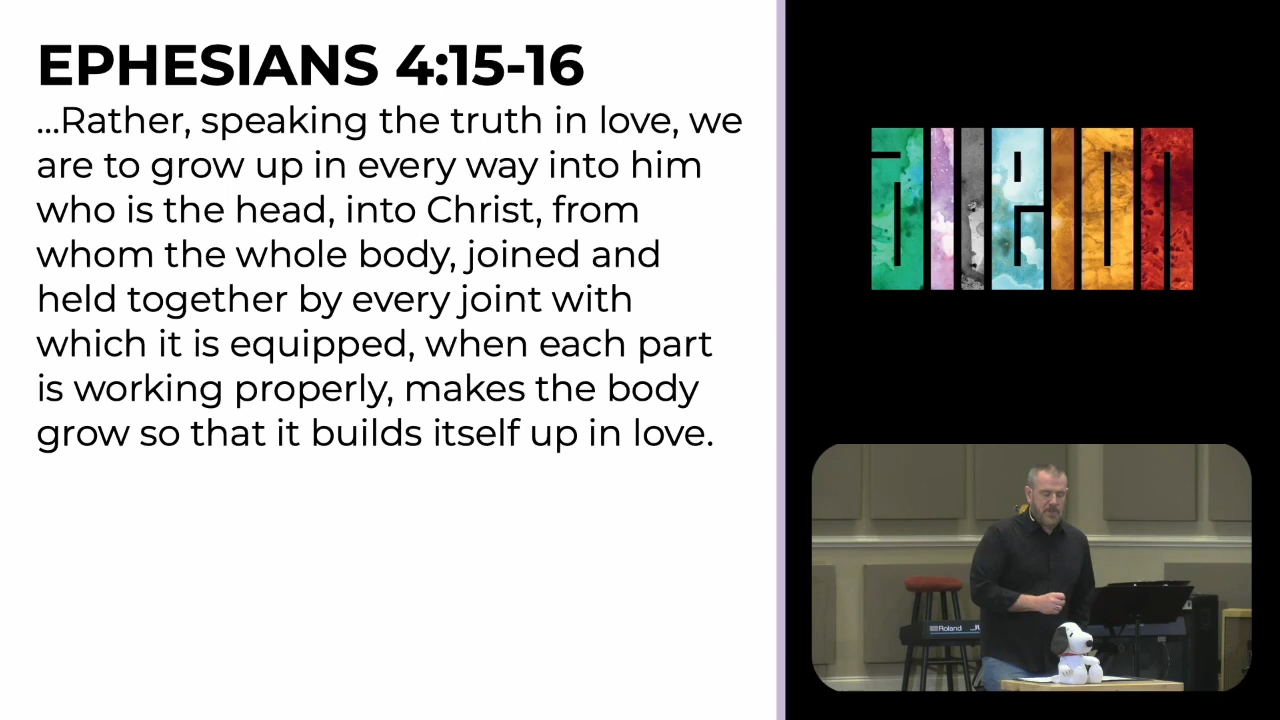 EPHESIANS 4:15-16
...Rather, speaking the truth in love, we
are to grow up in every way into him
who is the head, into Christ, from
whom the whole body, joined and
held together by every joint with
which it is equipped, when each part
is working properly, makes the body
grow so that it builds itself up in love.
Roland